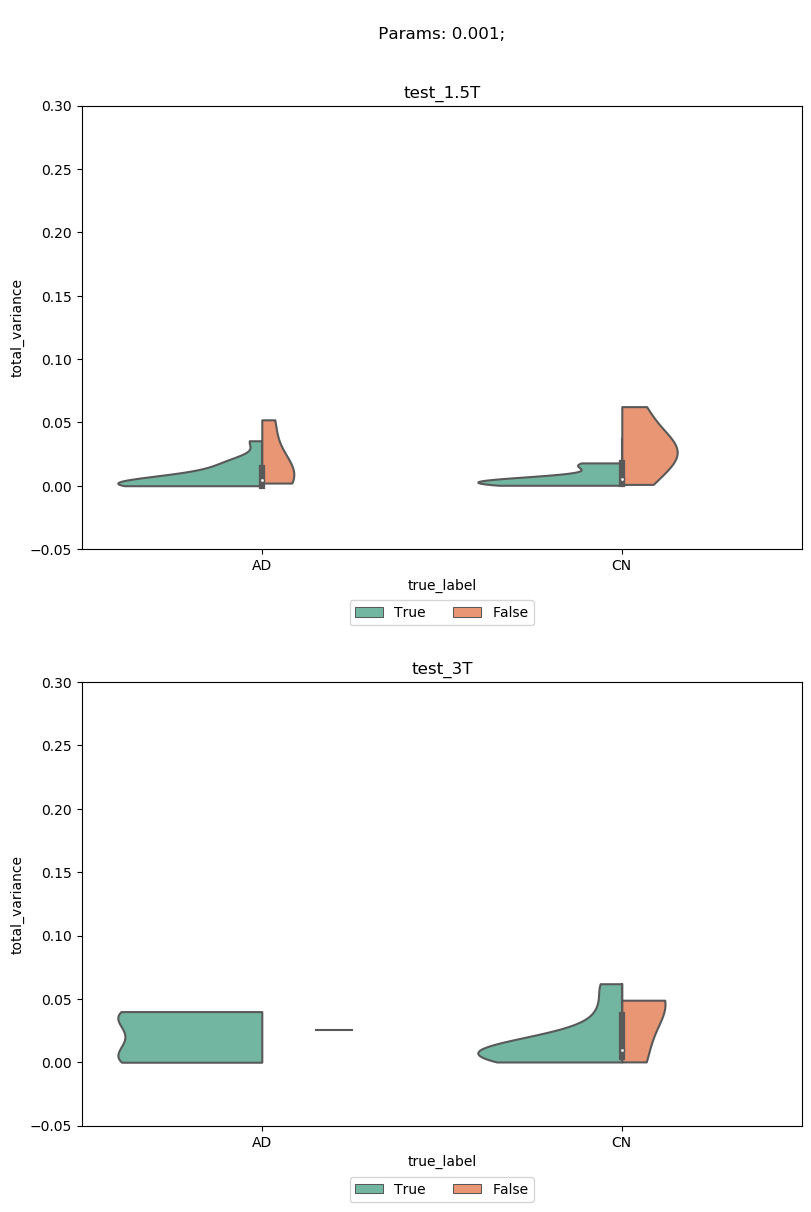 Params: 0.001;
test_1.5T
0.30
0.25
0.20
0.15
0.10
0.05
0.00
−0.05
total_variance
AD CN
true_label
True False
test_3T
0.30
0.25
0.20
0.15
0.10
0.05
0.00
−0.05
total_variance
AD CN
true_label
True False